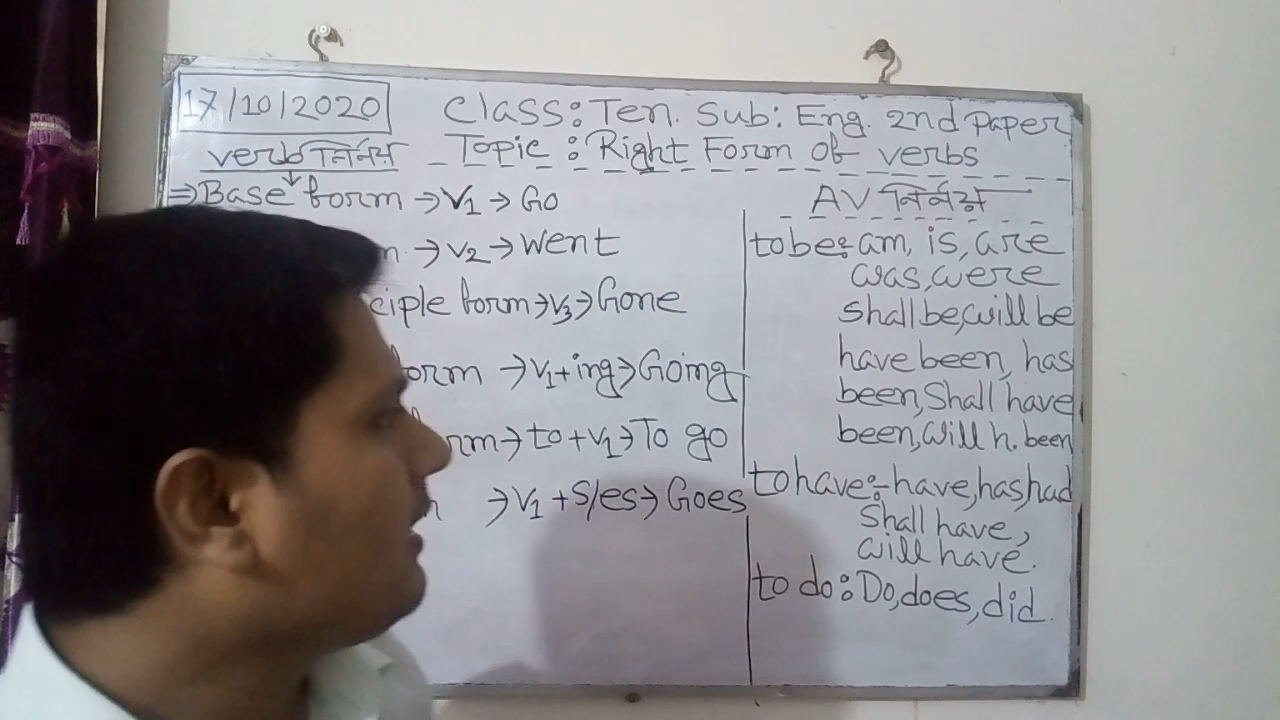 17/10/2020
Class: Ten. Sub: Eng. 2nd Paper
Topic: Right Form of verbs
verb নির্নয়
⇒ Base form → V1 → Go
→ V2 → Went
ciple form → V3 → Gone
orm → V1+ing → Going
rm → to+V1 → To go
→ V1+s/es → Goes
AV নির্নয়
to be: am, is, are
was, were
shall be, will be
have been, has
been, Shall have
been, will h. been
to have:- have, has, had
Shall have,
will have.
to do: Do, does, did.